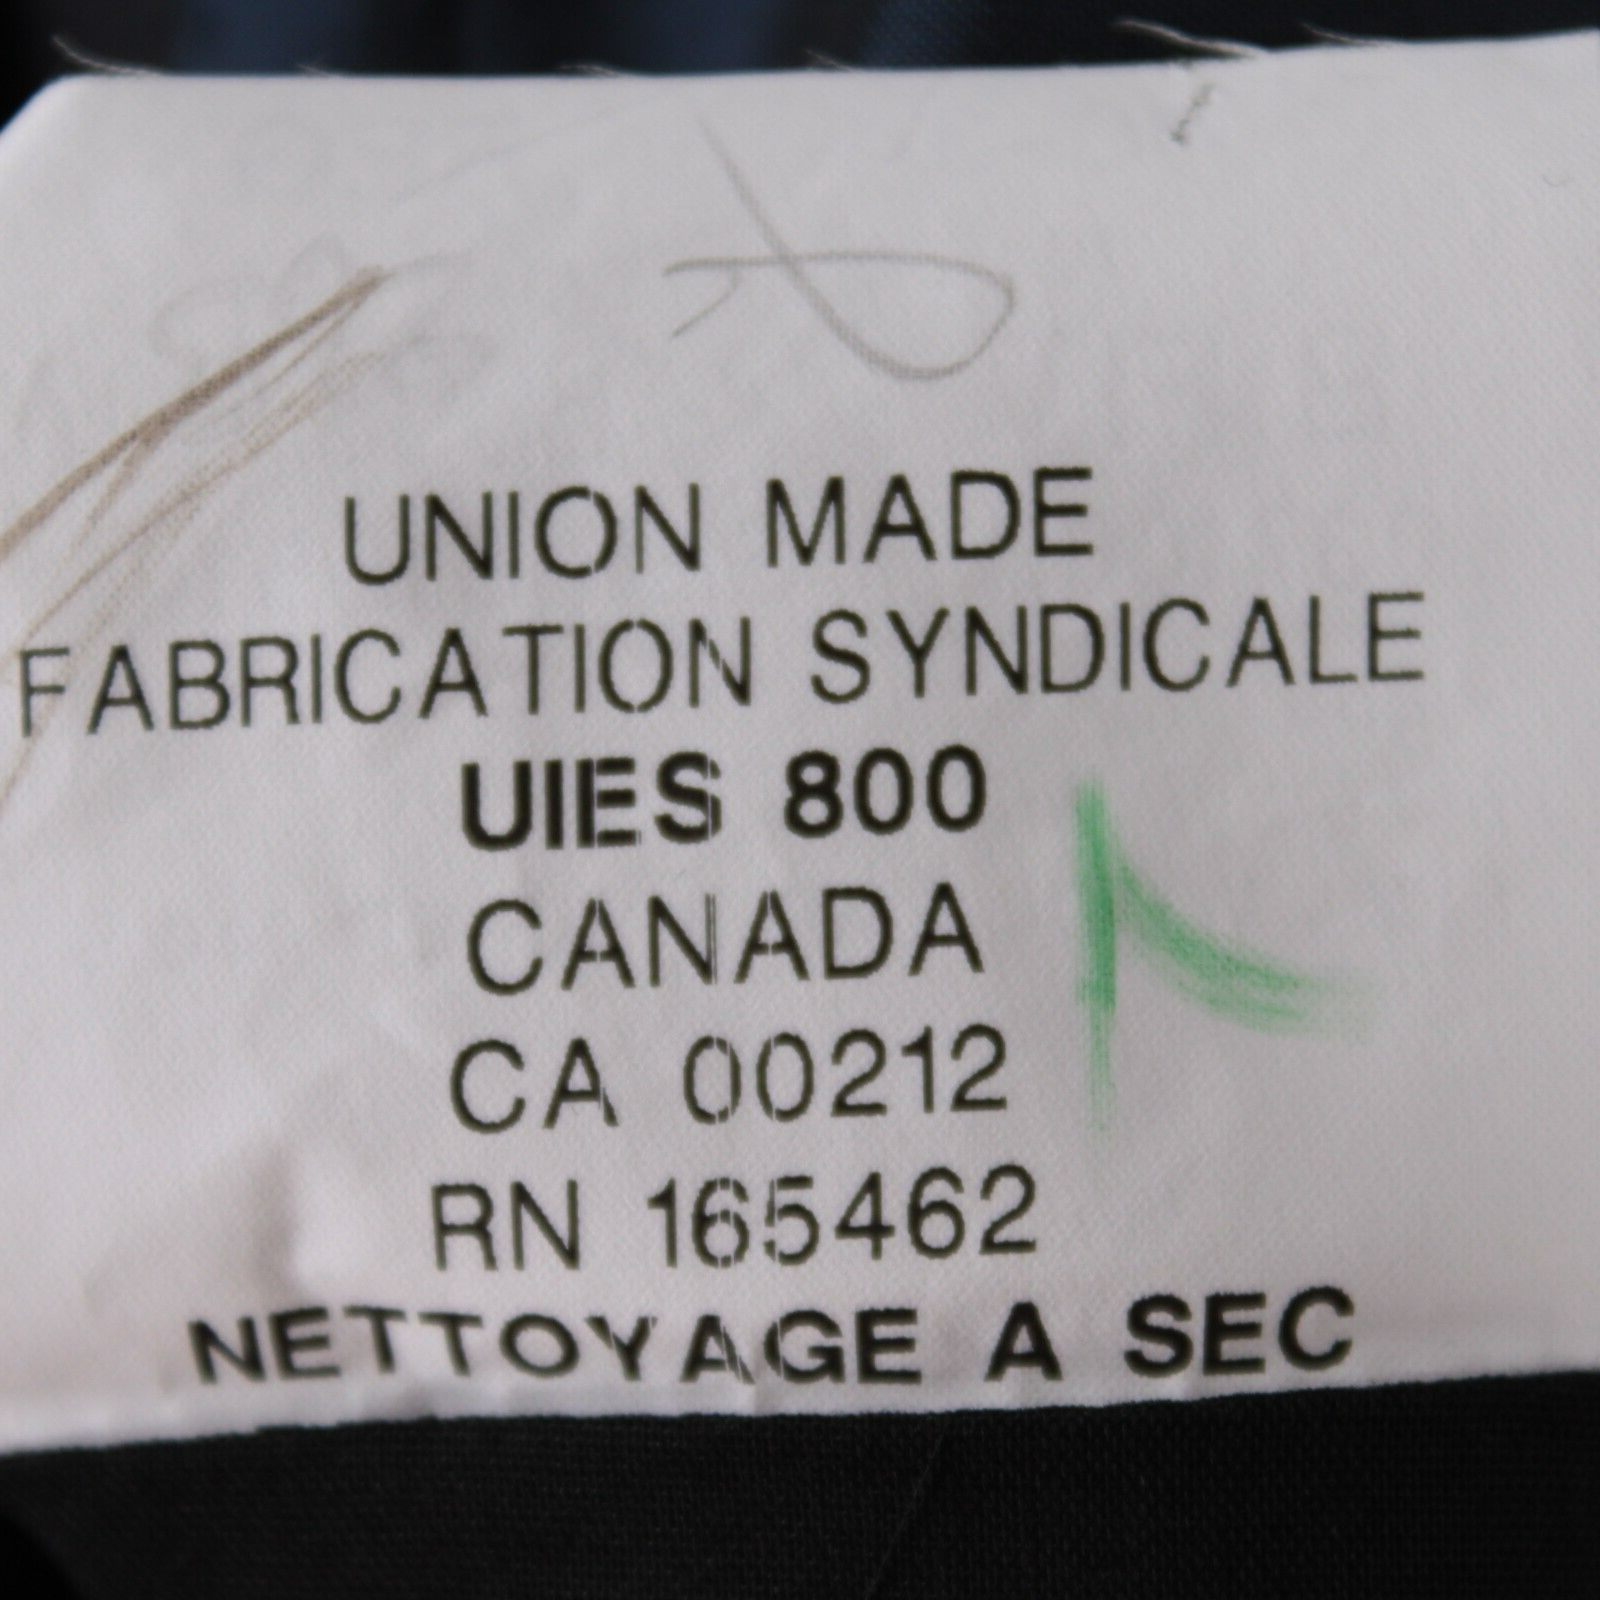 UNION MADE
FABRICATION SYNDICALE
UIES 800
CANADA
CA 00212
RN 165462
NETTOYAGE A SEC